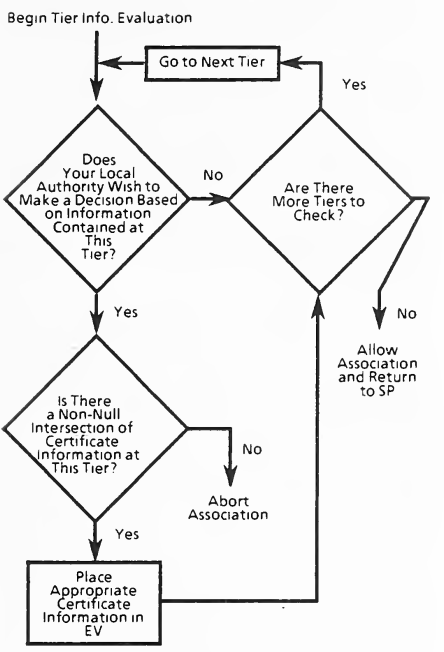 Begin Tier Info. Evaluation
Go to Next Tier
Yes
Does
Your Local
Authority Wish to
Make a Decision Based
on Information
Contained at
This
Tier?
No
Are There
More Tiers to
Check?
Yes
No
Allow
Association
and Return
to SP
Is There
a Non-Null
Intersection of
Certificate
Information at
This Tier?
No
Abort
Association
Yes
Place
Appropriate
Certificate
Information in
EV